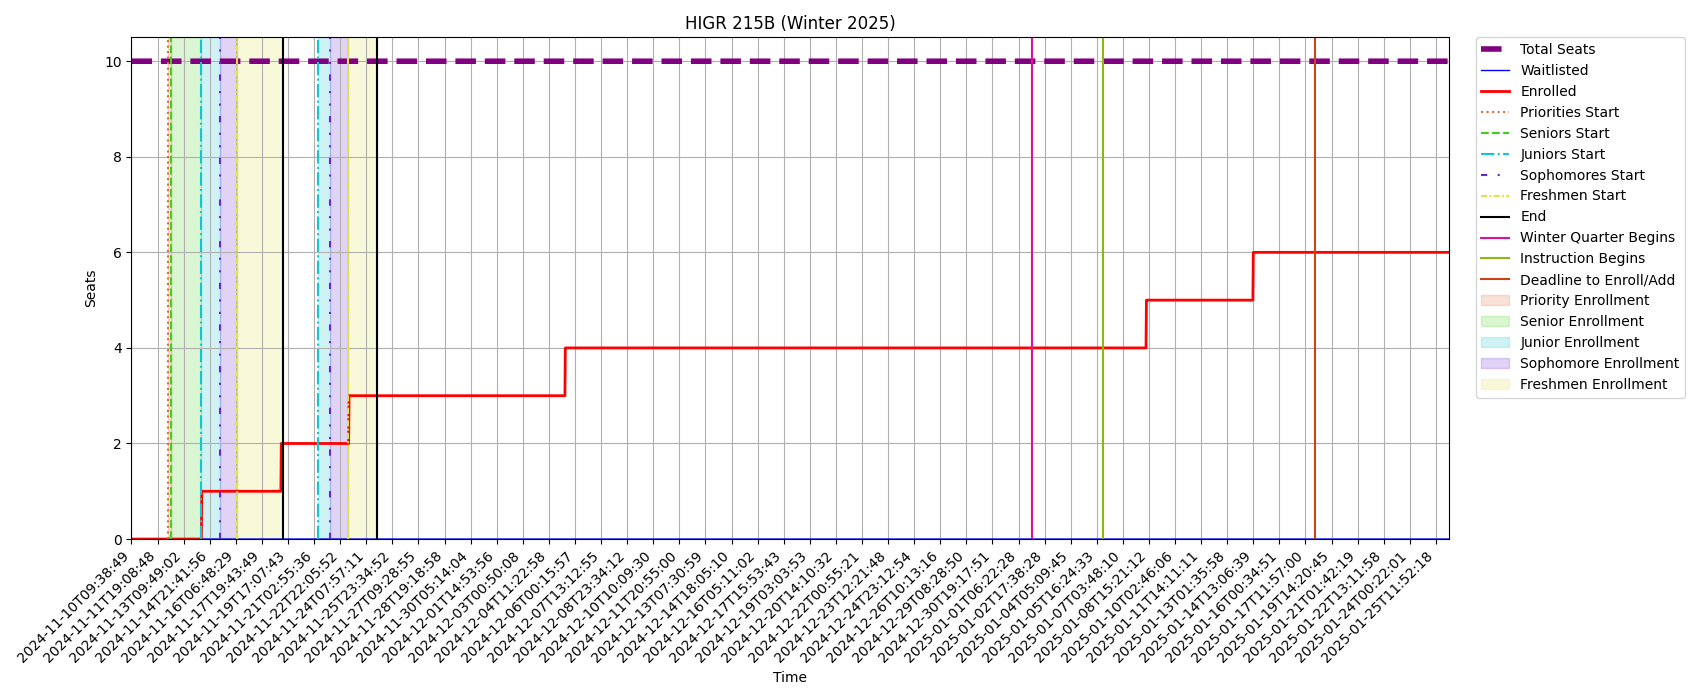 HIGR 215B (Winter 2025)
10
8
6
4
2
0
Seats
2024-11-10T09:38:49
2024-11-11T19:08:48
2024-11-13T09:49:02
2024-11-14T21:41:56
2024-11-16T06:48:29
2024-11-17T19:43:49
2024-11-19T17:07:43
2024-11-21T02:55:36
2024-11-22T22:05:52
2024-11-24T07:57:11
2024-11-25T23:34:52
2024-11-27T09:28:55
2024-11-28T19:18:58
2024-11-30T05:14:04
2024-12-01T14:53:56
2024-12-03T00:50:08
2024-12-04T11:22:58
2024-12-06T00:15:57
2024-12-07T13:12:55
2024-12-08T23:34:12
2024-12-10T10:09:30
2024-12-11T20:55:00
2024-12-13T07:30:59
2024-12-14T18:05:10
2024-12-16T05:11:02
2024-12-17T15:53:43
2024-12-19T03:03:53
2024-12-20T14:10:32
2024-12-22T00:55:21
2024-12-23T12:21:48
2024-12-24T23:12:54
2024-12-26T10:13:16
2024-12-29T08:28:50
2024-12-30T19:17:51
2025-01-01T06:22:28
2025-01-02T17:38:28
2025-01-04T05:09:45
2025-01-05T16:24:33
2025-01-07T03:48:10
2025-01-08T15:21:12
2025-01-10T02:46:06
2025-01-11T14:11:11
2025-01-13T01:35:58
2025-01-14T13:06:39
2025-01-16T00:34:51
2025-01-17T11:57:00
2025-01-19T14:20:45
2025-01-21T01:42:19
2025-01-22T13:11:58
2025-01-24T00:22:01
2025-01-25T11:52:18
Time
Total Seats
Waitlisted
Enrolled
Priorities Start
Seniors Start
Juniors Start
Sophomores Start
Freshmen Start
End
Winter Quarter Begins
Instruction Begins
Deadline to Enroll/Add
Priority Enrollment
Senior Enrollment
Junior Enrollment
Sophomore Enrollment
Freshmen Enrollment